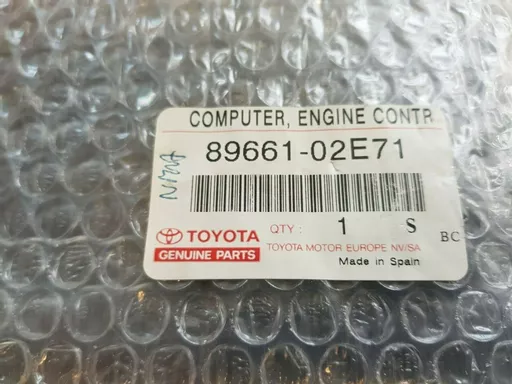 COMPUTER, ENGINE CONTR
89661-02E71
QTY : 1 S
BC
TOYOTA
GENUINE PARTS
TOYOTA MOTOR EUROPE NV/SA
Made in Spain